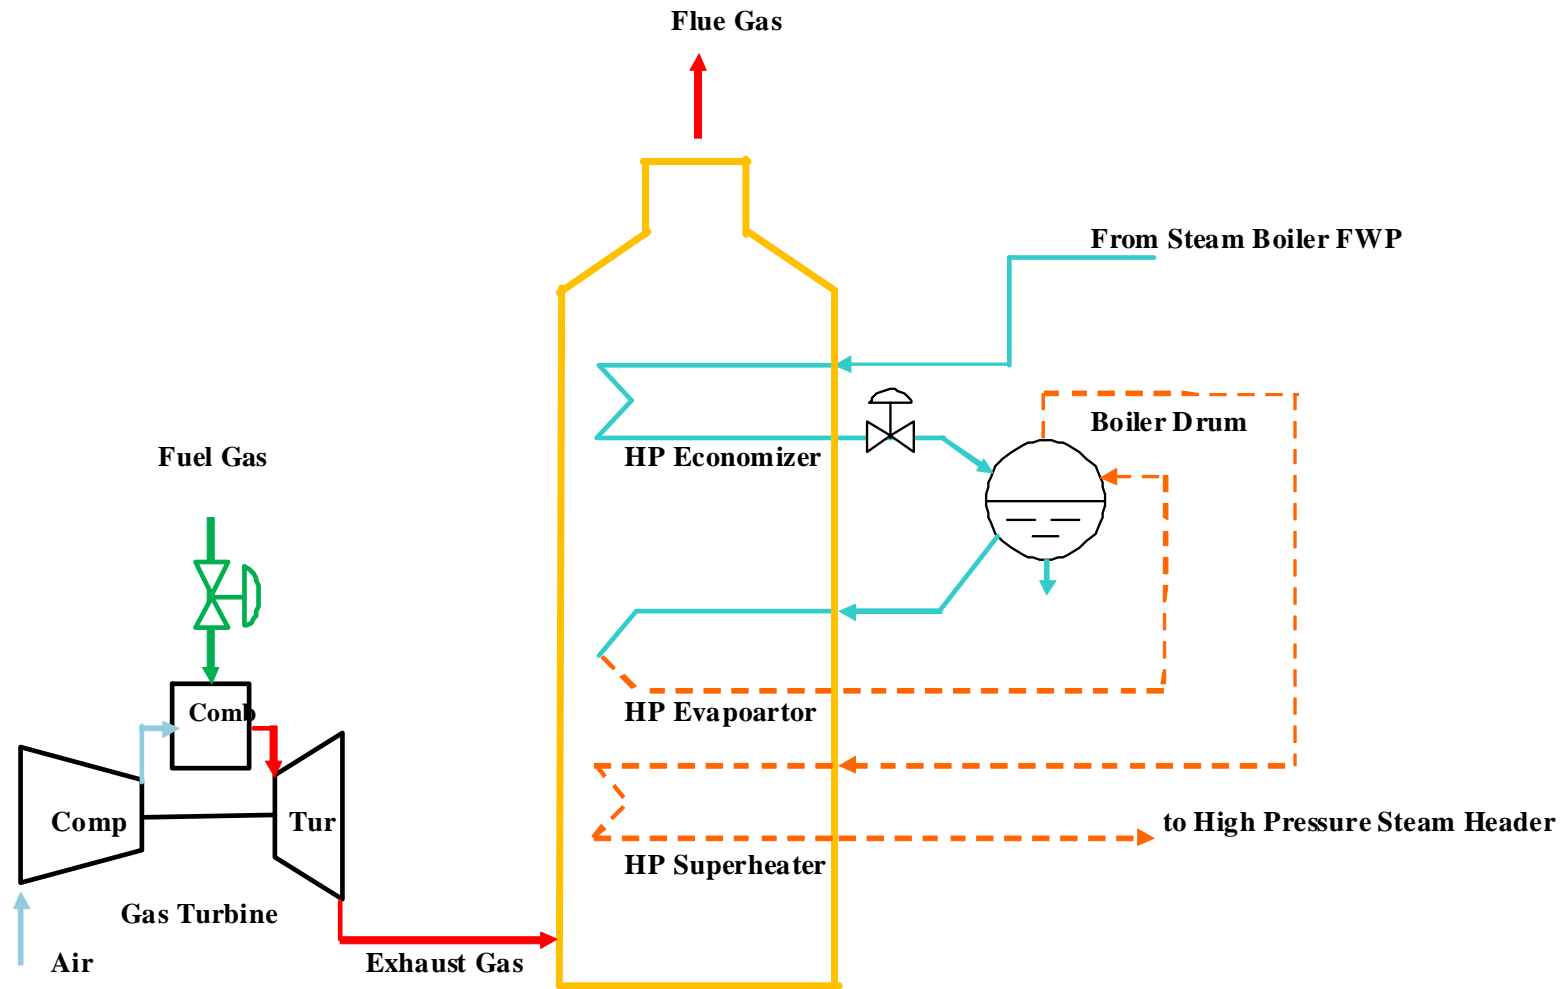 Flue Gas
From Steam Boiler FWP
Boiler Drum
Fuel Gas
HP Economizer
Comb
HP Evapoartor
Comp
Tur
to High Pressure Steam Header
HP Superheater
Gas Turbine
Air
Exhaust Gas